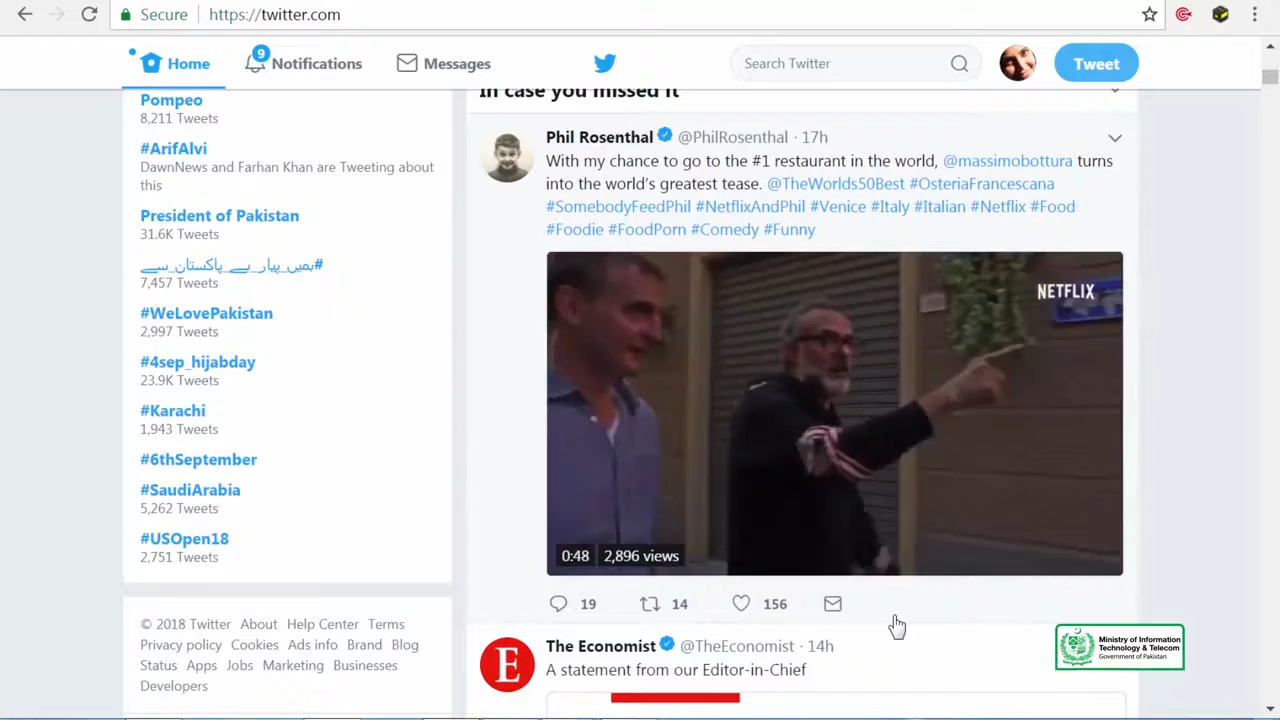 Secure https://twitter.com
Home
9
Notifications
Messages
Search Twitter
Tweet
Pompeo
8,211 Tweets
#ArifAlvi
DawnNews and Farhan Khan are Tweeting about
this
President of Pakistan
31.6K Tweets
#ہمیں_پیار_ہے_پاکستان_سے
7,457 Tweets
#WeLovePakistan
2,997 Tweets
#4sep_hijabday
23.9K Tweets
#Karachi
1,943 Tweets
#6thSeptember
#SaudiArabia
5,262 Tweets
#USOpen18
2,751 Tweets
© 2018 Twitter About Help Center Terms
Privacy policy Cookies Ads info Brand Blog
Status Apps Jobs Marketing Businesses
Developers
In case you missed it
Phil Rosenthal @PhilRosenthal · 17h
With my chance to go to the #1 restaurant in the world, @massimobottura turns
into the world's greatest tease. @TheWorlds50Best #OsteriaFrancescana
#SomebodyFeedPhil #NetflixAndPhil #Venice #Italy #Italian #Netflix #Food
#Foodie #FoodPorn #Comedy #Funny
NETFLIX
0:48 2,896 views
19 14 156
The Economist @TheEconomist · 14h
A statement from our Editor-in-Chief
E
Ministry of Information
Technology & Telecom
Government of Pakistan